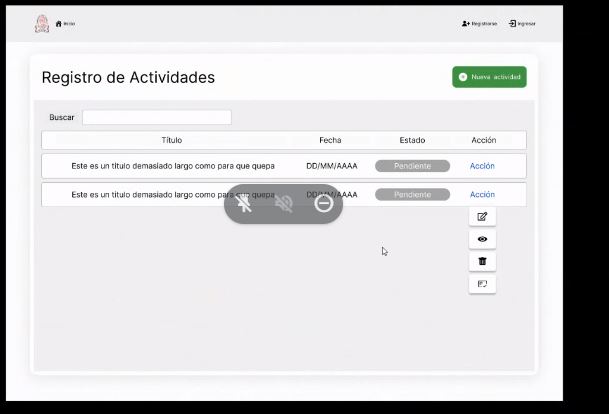 Inicio
Registrarse
Ingresar
Registro de Actividades
Nueva actividad
Buscar
Título Fecha Estado Acción
Este es un titulo demasiado largo como para que quepa DD/MM/AAAA Pendiente Acción
Este es un titulo demasiado largo como para que quepa DD/MM/AAAA Pendiente Acción